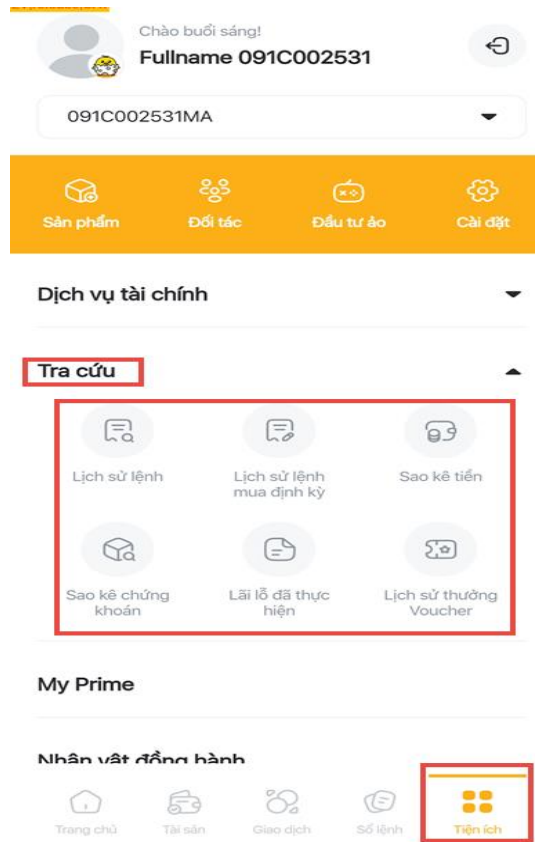 Chào buổi sáng!
Fullname 091C002531
091C002531MA
Sản phẩm Đối tác Đầu tư ảo Cài đặt
Dịch vụ tài chính
Tra cứu
Lịch sử lệnh Lịch sử lệnh Sao kê tiền
mua định kỳ
Sao kê chứng Lãi lỗ đã thực Lịch sử thưởng
khoán hiện Voucher
My Prime
Nhân vật đồng hành
Trang chủ Tài sản Giao dịch Sổ lệnh Tiện ích